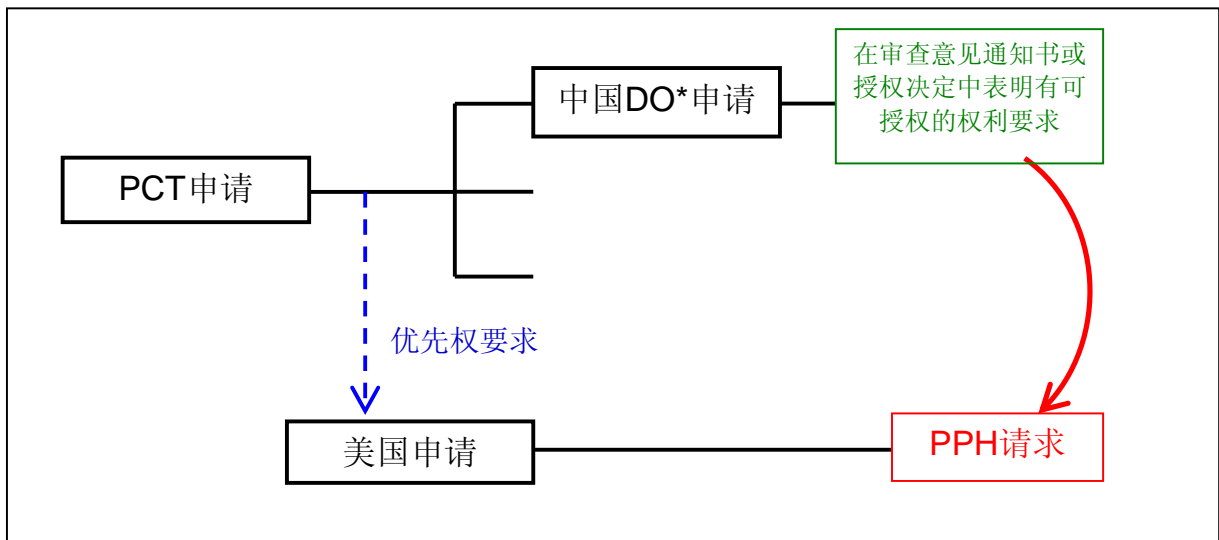 在审查意见通知书或
授权决定中表明有可
授权的权利要求
中国DO*申请
PCT申请
优先权要求
美国申请
PPH请求